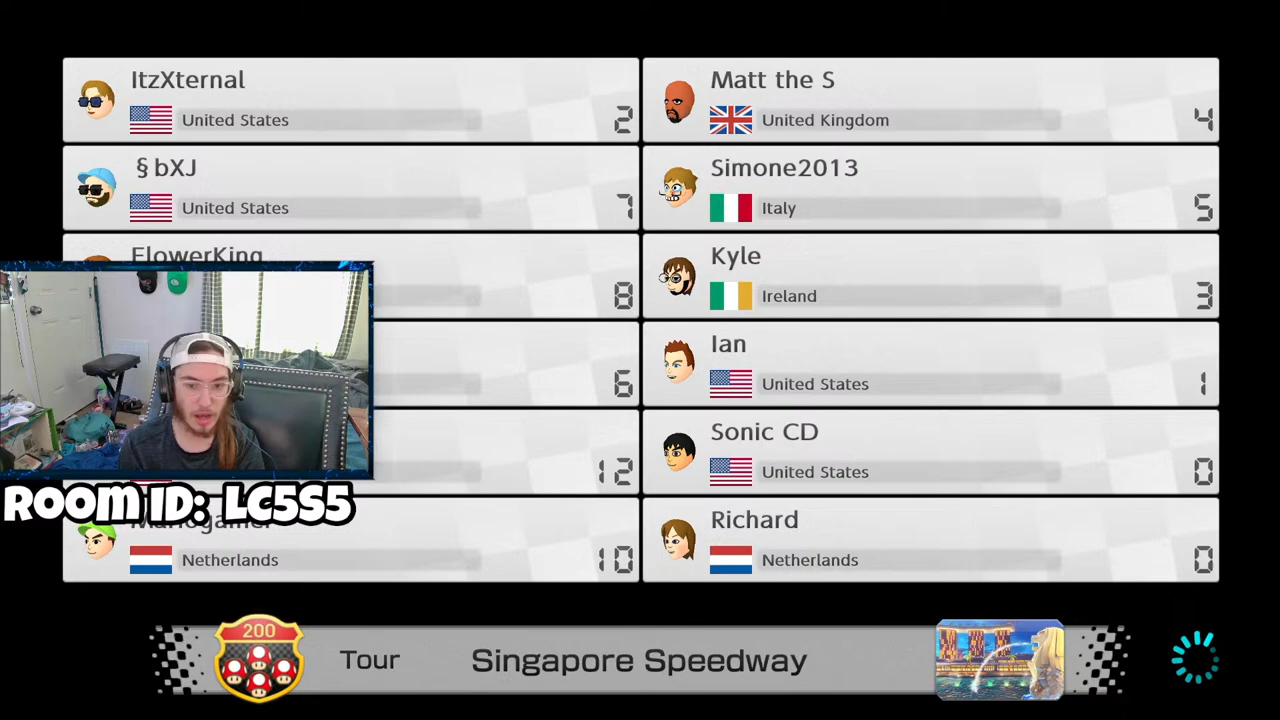 ItzXternal
United States
2
§bXJ
United States
7
FlowerKing
8
6
12
Netherlands
10
Matt the S
United Kingdom
4
Simone2013
Italy
5
Kyle
Ireland
3
Ian
United States
1
Sonic CD
United States
0
Richard
Netherlands
0
ROOM ID: LC5S5
200
Tour
Singapore Speedway